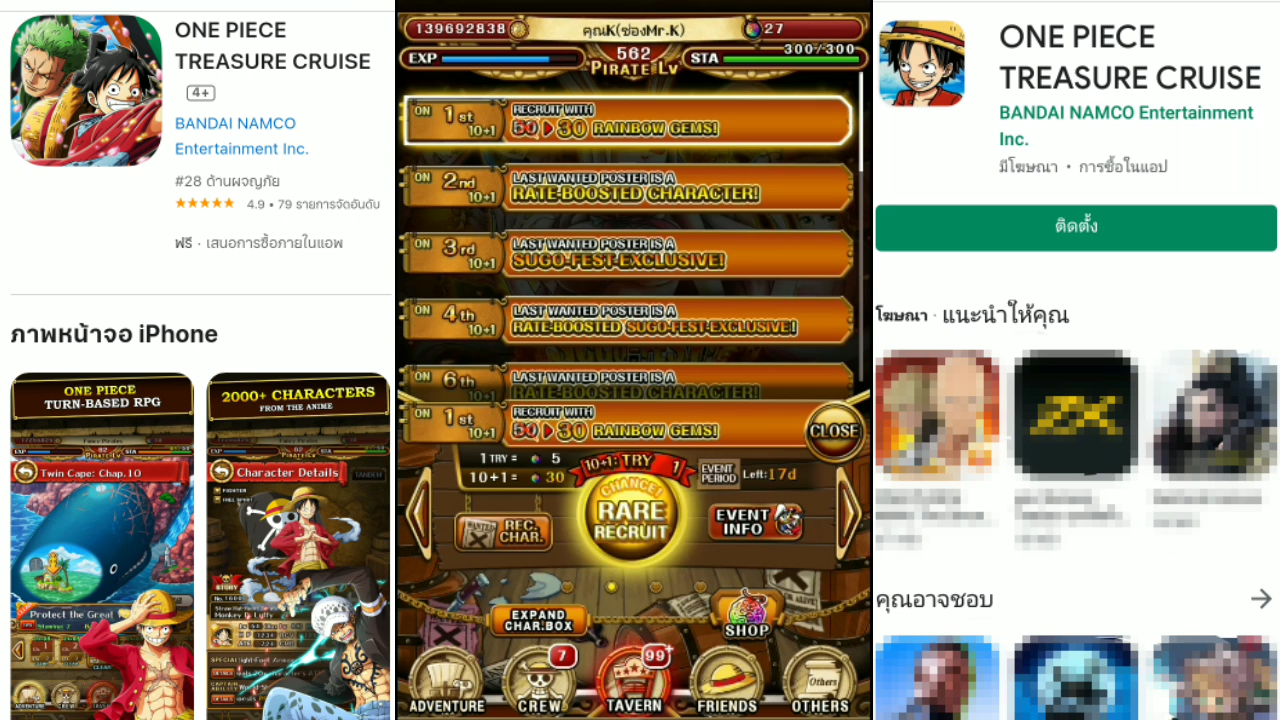 ONE PIECE
TREASURE CRUISE
4+
BANDAI NAMCO
Entertainment Inc.
#28 ด้านผจญภัย
★★★★★ 4.9 • 79 รายการจัดอันดับ
ฟรี · เสนอการซื้อภายในแอพ
ภาพหน้าจอ iPhone
ONE PIECE
TURN-BASED RPG
Twin Cape: Chap.10
Protect the Great
ADVENTURE CREW
2000+ CHARACTERS
FROM THE ANIME
Character Details
TANDEM
FIGHTER
FREE SPIRIT
STORY
Monkey D. Luffy
139692838
คุณK(ช่องMr.K)
27
EXP
562
PIRATE Lv
STA
300/300
ON 1st 10+1
RECRUIT WITH
50 ▶ 30 RAINBOW GEMS!
ON 2nd 10+1
LAST WANTED POSTER IS A
RATE-BOOSTED CHARACTER!
ON 3rd 10+1
LAST WANTED POSTER IS A
SUGO-FEST-EXCLUSIVE!
ON 4th 10+1
LAST WANTED POSTER IS A
RATE-BOOSTED SUGO-FEST-EXCLUSIVE!
ON 6th 10+1
LAST WANTED POSTER IS A
RATE-BOOSTED CHARACTER!
ON 1st 10+1
RECRUIT WITH
50 ▶ 30 RAINBOW GEMS!
CLOSE
1 TRY = 5
10+1 = 30
10+1: TRY 1
EVENT
PERIOD
Left:17d
CHANCE!
RARE
RECRUIT
REC.
CHAR.
EVENT
INFO
EXPAND
CHAR.BOX
SHOP
7
99+
Others
ADVENTURE
CREW
TAVERN
FRIENDS
OTHERS
ONE PIECE
TREASURE CRUISE
BANDAI NAMCO Entertainment
Inc.
มีโฆษณา • การซื้อในแอป
ติดตั้ง
โฆษณา · แนะนำให้คุณ
ZX
คุณอาจชอบ